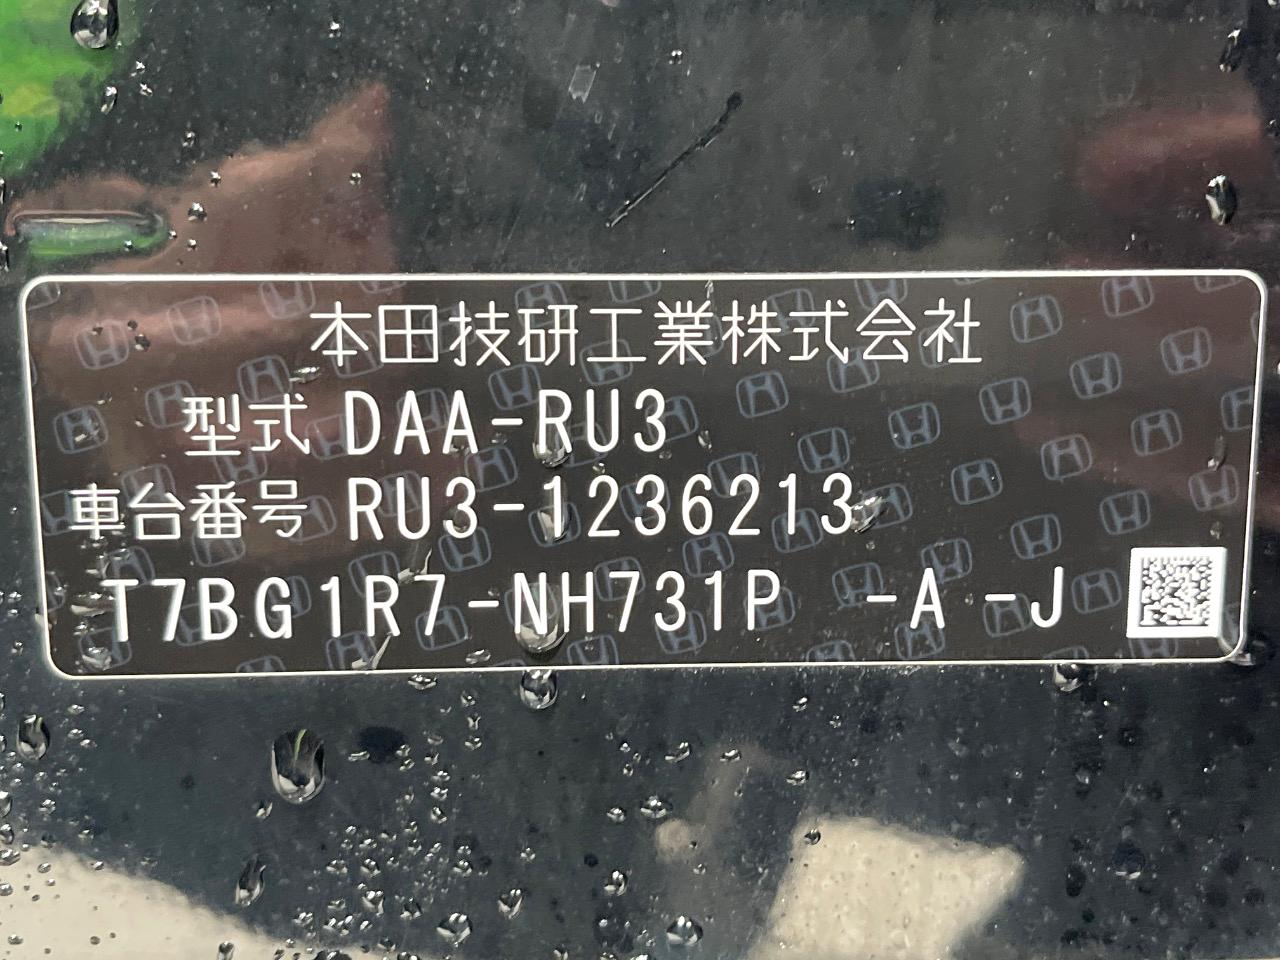 本田技研工業株式会社
型式 DAA-RU3
車台番号 RU3-1236213
T7BG1R7-NH731P -A -J